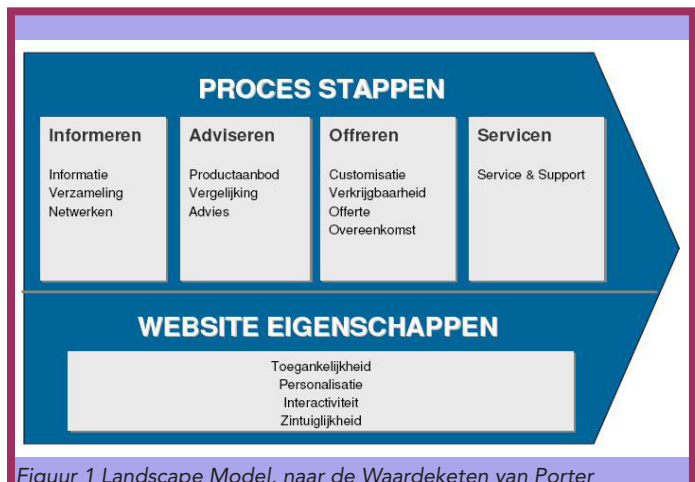 PROCES STAPPEN
Informeren
Informatie
Verzameling
Netwerken
Adviseren
Productaanbod
Vergelijking
Advies
Offreren
Customisatie
Verkrijgbaarheid
Offerte
Overeenkomst
Servicen
Service & Support
WEBSITE EIGENSCHAPPEN
Toegankelijkheid
Personalisatie
Interactiviteit
Zintuiglijkheid
Figuur 1 Landscape Model, naar de Waardeketen van Porter